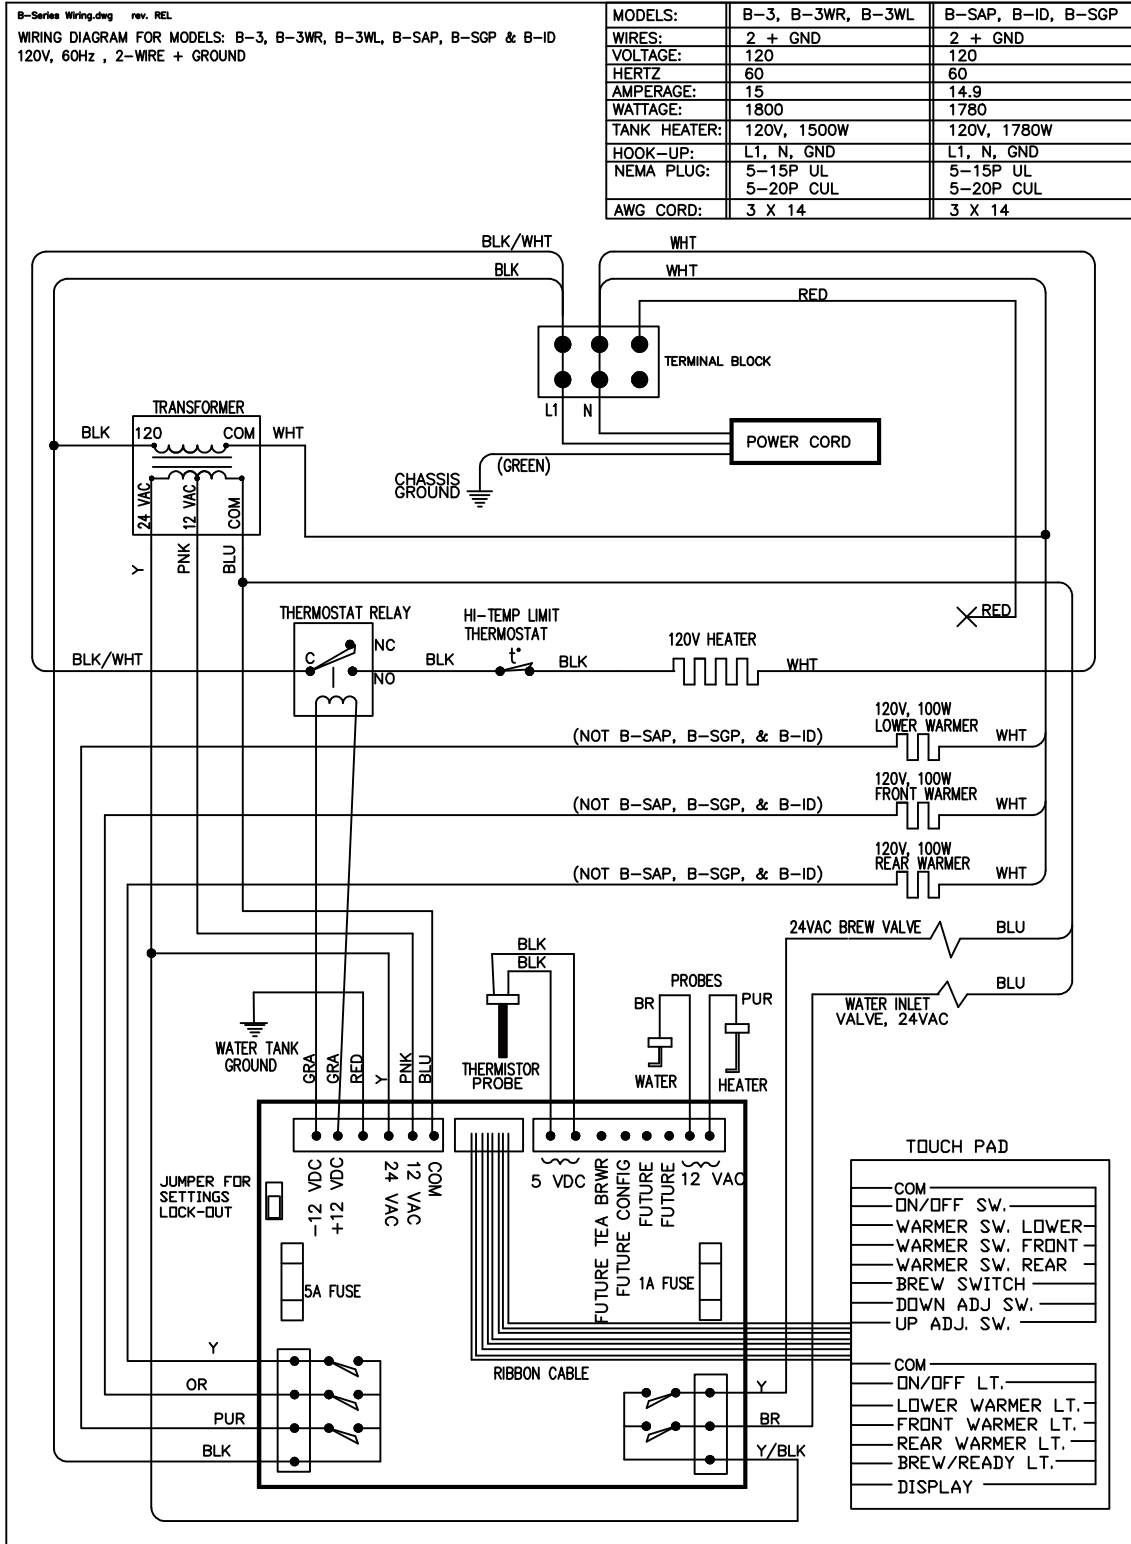 B-Series Wiring.dwg rev. REL
WIRING DIAGRAM FOR MODELS: B-3, B-3WR, B-3WL, B-SAP, B-SGP & B-ID
120V, 60Hz , 2-WIRE + GROUND
MODELS: B-3, B-3WR, B-3WL B-SAP, B-ID, B-SGP
WIRES: 2 + GND 2 + GND
VOLTAGE: 120 120
HERTZ 60 60
AMPERAGE: 15 14.9
WATTAGE: 1800 1780
TANK HEATER: 120V, 1500W 120V, 1780W
HOOK-UP: L1, N, GND L1, N, GND
NEMA PLUG: 5-15P UL 5-15P UL
5-20P CUL 5-20P CUL
AWG CORD: 3 X 14 3 X 14
BLK/WHT WHT
BLK WHT
RED
TERMINAL BLOCK
L1 N
TRANSFORMER
BLK 120 COM WHT
POWER CORD
(GREEN)
CHASSIS
GROUND
24 VAC 12 VAC COM
Y PNK BLU
THERMOSTAT RELAY
HI-TEMP LIMIT
THERMOSTAT
RED
120V HEATER
NC
C
t°
BLK/WHT BLK BLK WHT
NO
120V, 100W
LOWER WARMER
(NOT B-SAP, B-SGP, & B-ID) WHT
120V, 100W
FRONT WARMER
(NOT B-SAP, B-SGP, & B-ID) WHT
120V, 100W
REAR WARMER
(NOT B-SAP, B-SGP, & B-ID) WHT
24VAC BREW VALVE BLU
BLK
BLK
PROBES
BR PUR
BLU
WATER INLET
VALVE, 24VAC
WATER TANK
GROUND
GRA GRA RED Y PNK BLU
THERMISTOR
PROBE
WATER HEATER
-12 VDC +12 VDC 24 VAC 12 VAC COM
5 VDC FUTURE TEA BRWR FUTURE CONFIG FUTURE FUTURE 12 VAC
JUMPER FOR
SETTINGS
LOCK-OUT
5A FUSE
1A FUSE
RIBBON CABLE
Y
OR
PUR
BLK
Y
BR
Y/BLK
TOUCH PAD
COM
ON/OFF SW.
WARMER SW. LOWER
WARMER SW. FRONT
WARMER SW. REAR
BREW SWITCH
DOWN ADJ SW.
UP ADJ. SW.
COM
ON/OFF LT.
LOWER WARMER LT.
FRONT WARMER LT.
REAR WARMER LT.
BREW/READY LT.
DISPLAY